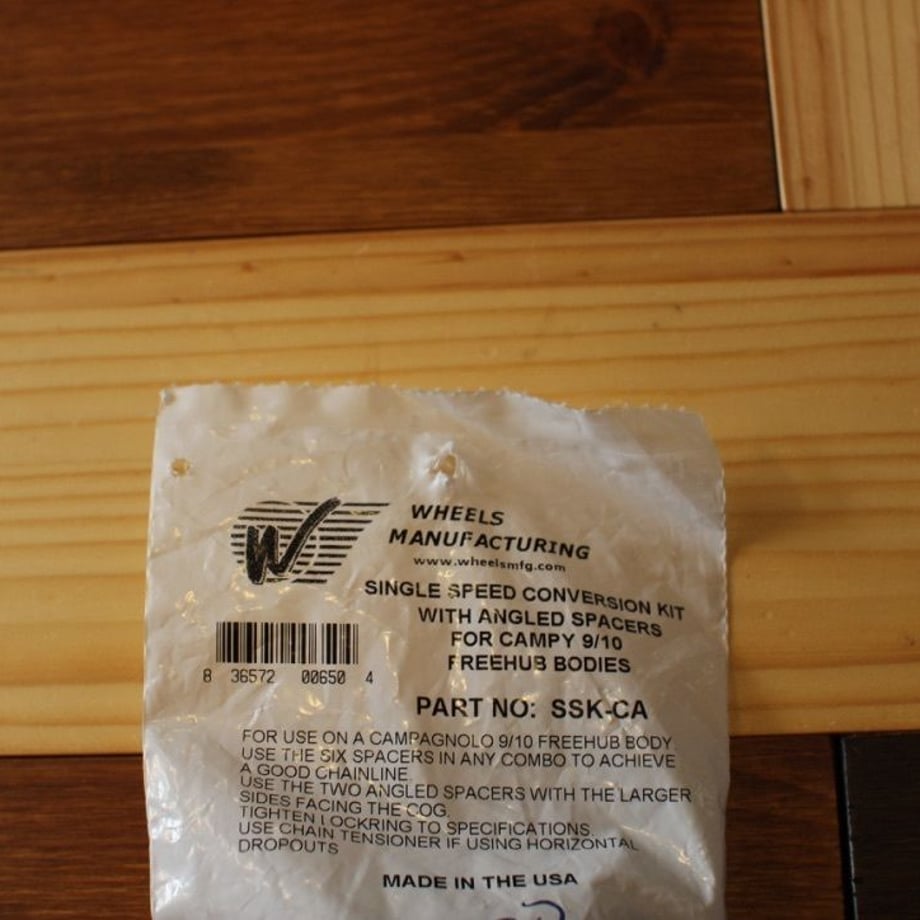 W
WHEELS
MANUFACTURING
www.wheelsmfg.com
SINGLE SPEED CONVERSION KIT
WITH ANGLED SPACERS
FOR CAMPY 9/10
FREEHUB BODIES
8 36572 00650 4
PART NO: SSK-CA
FOR USE ON A CAMPAGNOLO 9/10 FREEHUB BODY.
USE THE SIX SPACERS IN ANY COMBO TO ACHIEVE
A GOOD CHAINLINE.
USE THE TWO ANGLED SPACERS WITH THE LARGER
SIDES FACING THE COG.
TIGHTEN LOCKRING TO SPECIFICATIONS.
USE CHAIN TENSIONER IF USING HORIZONTAL
DROPOUTS
MADE IN THE USA